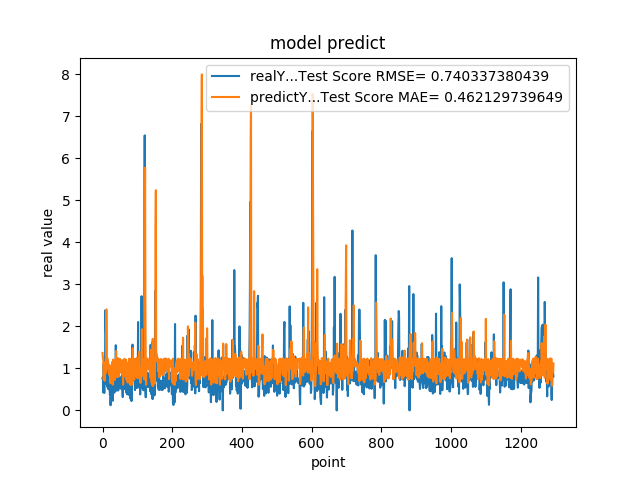 model predict
realY...Test Score RMSE= 0.740337380439
predictY...Test Score MAE= 0.462129739649
8
7
6
5
4
3
2
1
0
real value
0 200 400 600 800 1000 1200
point